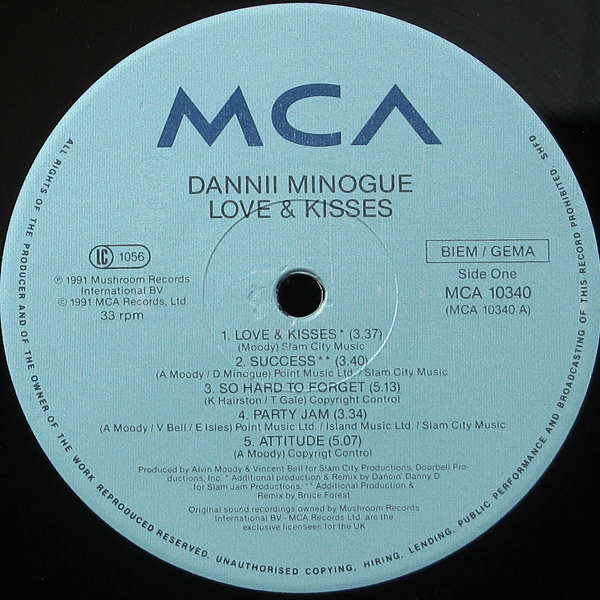 MCA
DANNII MINOGUE
LOVE & KISSES
LC 1056
℗ 1991 Mushroom Records
International BV
© 1991 MCA Records, Ltd
33 rpm
BIEM / GEMA
Side One
MCA 10340
(MCA 10340 A)
1. LOVE & KISSES* (3.37)
(Moody) Slam City Music
2. SUCCESS** (3.40)
(A Moody / D Minogue) Point Music Ltd. / Slam City Music
3. SO HARD TO FORGET (5.13)
(K Hairston / T Gale) Copyright Control
4. PARTY JAM (3.34)
(A Moody / V Bell / E Isles) Point Music Ltd. / Island Music Ltd. / Slam City Music
5. ATTITUDE (5.07)
(A Moody) Copyrigt Control
Produced by Alvin Moody & Vincent Bell for Slam City Productions. Doorbell Pro-
ductions, Inc. * Additional production & Remix by Dancin' Danny D
for Slam Jam Productions. ** Additional Production &
Remix by Bruce Forest
Original sound recordings owned by Mushroom Records
International BV - MCA Records Ltd. are the
exclusive licensees for the UK
ALL RIGHTS OF THE PRODUCER AND OF THE OWNER OF THE WORK REPRODUCED RESERVED. UNAUTHORISED COPYING, HIRING, LENDING, PUBLIC PERFORMANCE AND BROADCASTING OF THIS RECORD PROHIBITED. SHFD